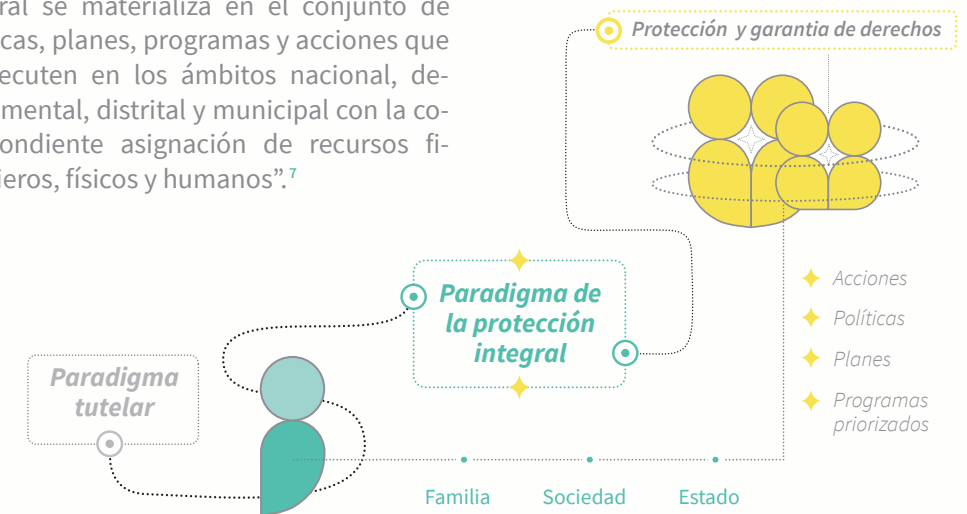 ral se materializa en el conjunto de
cas, planes, programas y acciones que
ecuten en los ámbitos nacional, de-
mental, distrital y municipal con la co-
ondiente asignación de recursos fi-
ieros, físicos y humanos”.7
Protección y garantia de derechos
Paradigma de
la protección
integral
Paradigma
tutelar
Acciones
Políticas
Planes
Programas
priorizados
Familia Sociedad Estado